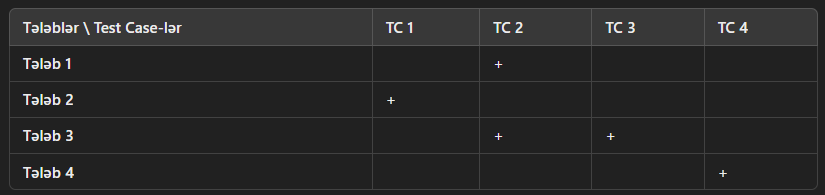 Tələblər \ Test Case-lər TC 1 TC 2 TC 3 TC 4
Tələb 1 +
Tələb 2 +
Tələb 3 + +
Tələb 4 +